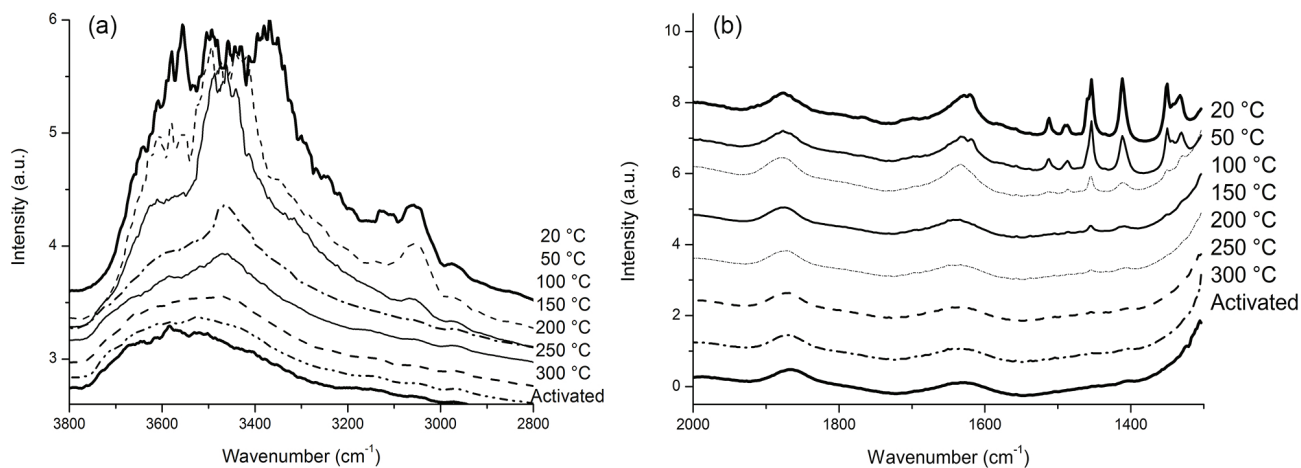 (a)
6
5
4
3
Intensity (a.u.)
20 °C
50 °C
100 °C
150 °C
200 °C
250 °C
300 °C
Activated
3800 3600 3400 3200 3000 2800
Wavenumber (cm-1)
(b)
10
8
6
4
2
0
Intensity (a.u.)
20 °C
50 °C
100 °C
150 °C
200 °C
250 °C
300 °C
Activated
2000 1800 1600 1400
Wavenumber (cm-1)